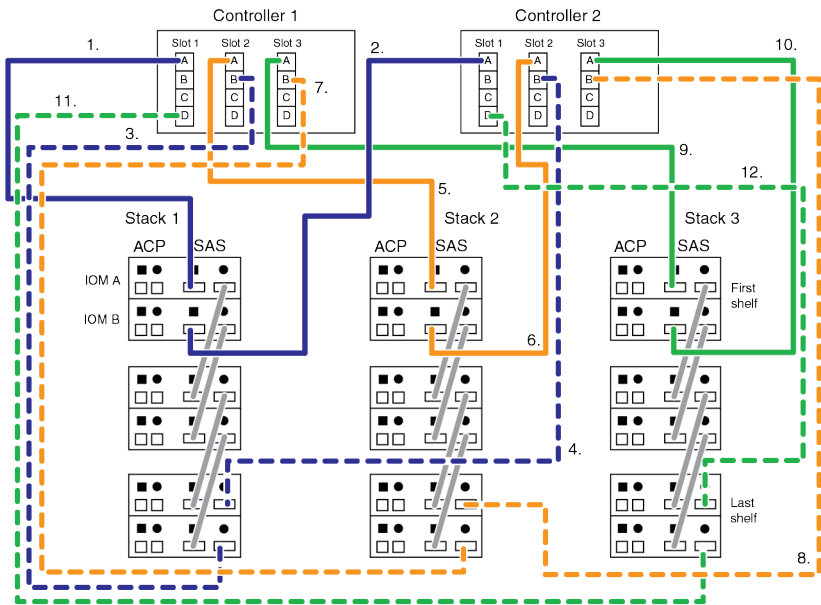 Controller 1 Controller 2
1. Slot 1 Slot 2 Slot 3 2. Slot 1 Slot 2 Slot 3 10.
A A A A A A
B B B 7. B B B
C C C C C C
11. D D D D D D
3. 9.
5. 12.
Stack 1 Stack 2 Stack 3
ACP SAS ACP SAS ACP SAS
IOM A First
shelf
IOM B
6.
4.
Last
shelf
8.